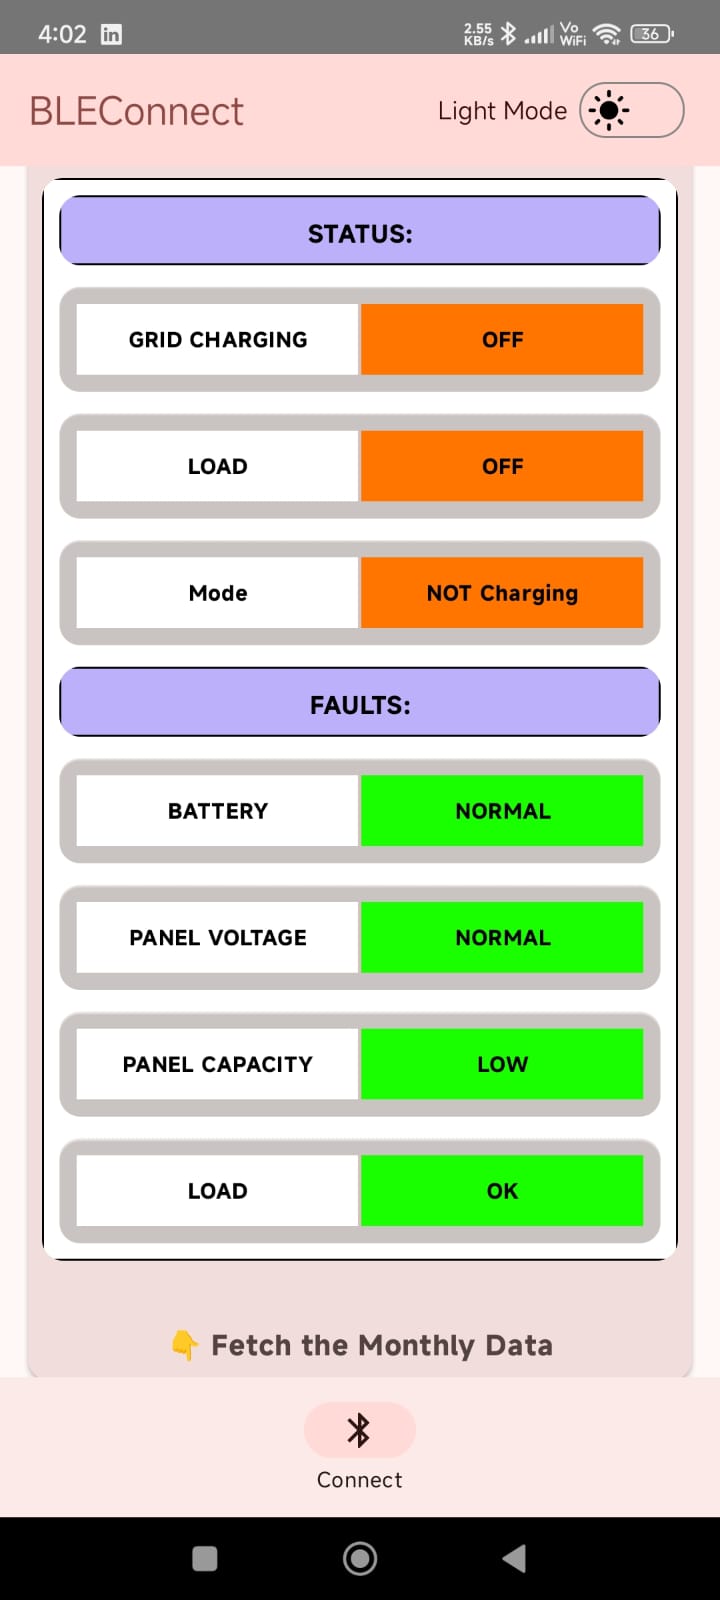 4:02 in 2.55 KB/s Vo WiFi 36
BLEConnect Light Mode
STATUS:
GRID CHARGING OFF
LOAD OFF
Mode NOT Charging
FAULTS:
BATTERY NORMAL
PANEL VOLTAGE NORMAL
PANEL CAPACITY LOW
LOAD OK
👇 Fetch the Monthly Data
Connect